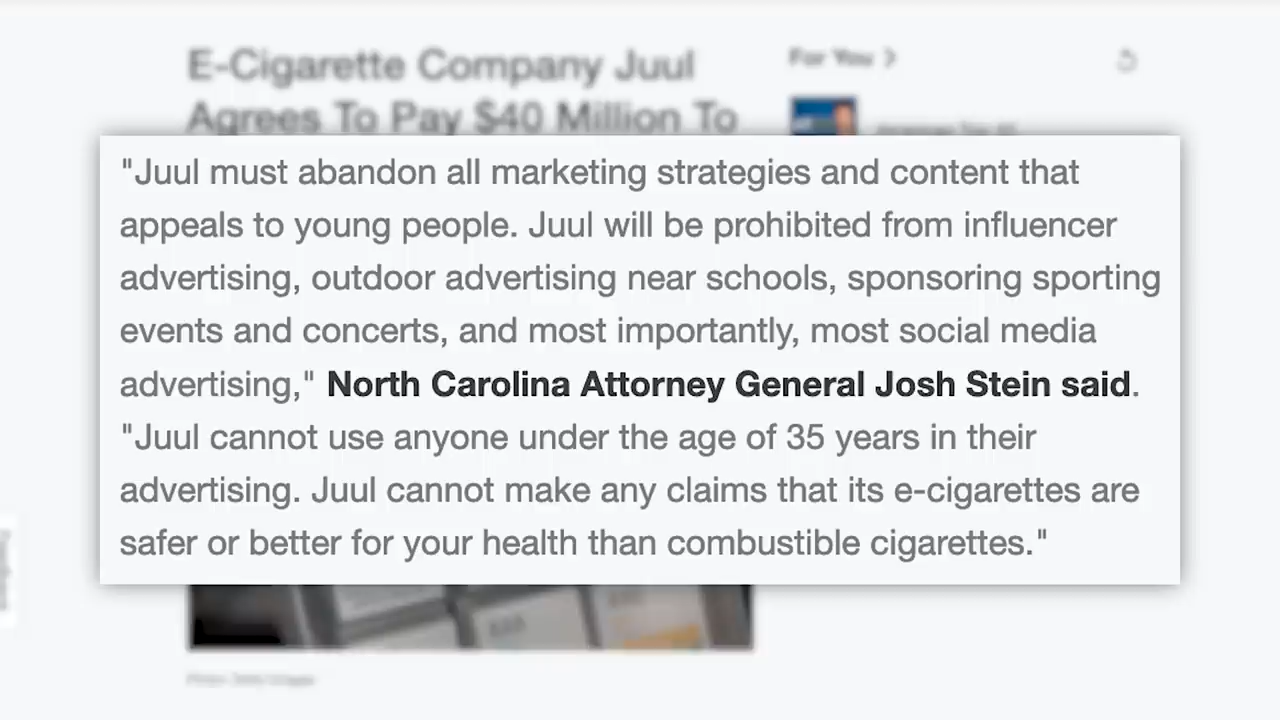 E-Cigarette Company Juul
Agrees To Pay $40 Million To
For You >
"Juul must abandon all marketing strategies and content that
appeals to young people. Juul will be prohibited from influencer
advertising, outdoor advertising near schools, sponsoring sporting
events and concerts, and most importantly, most social media
advertising," North Carolina Attorney General Josh Stein said.
"Juul cannot use anyone under the age of 35 years in their
advertising. Juul cannot make any claims that its e-cigarettes are
safer or better for your health than combustible cigarettes."